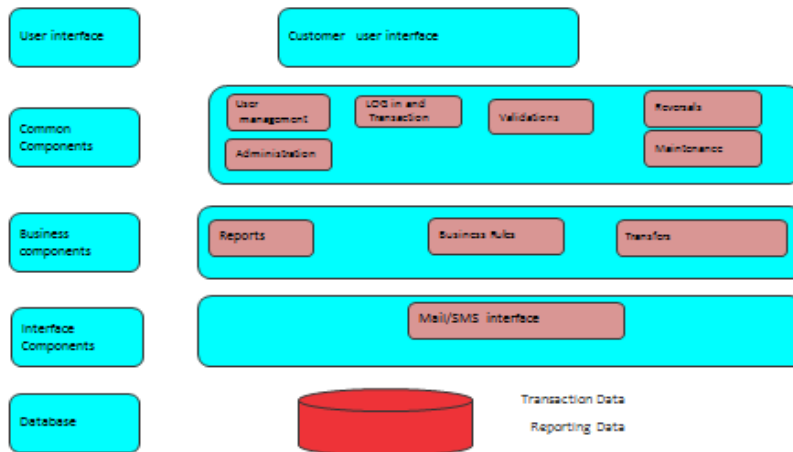 User interface
Customer user interface
Common
Components
User
management
LOG in and
Transaction
Validations
Reversals
Administration
Maintenance
Business
components
Reports
Business Rules
Transfers
Interface
Components
Mail/SMS interface
Database
Transaction Data
Reporting Data